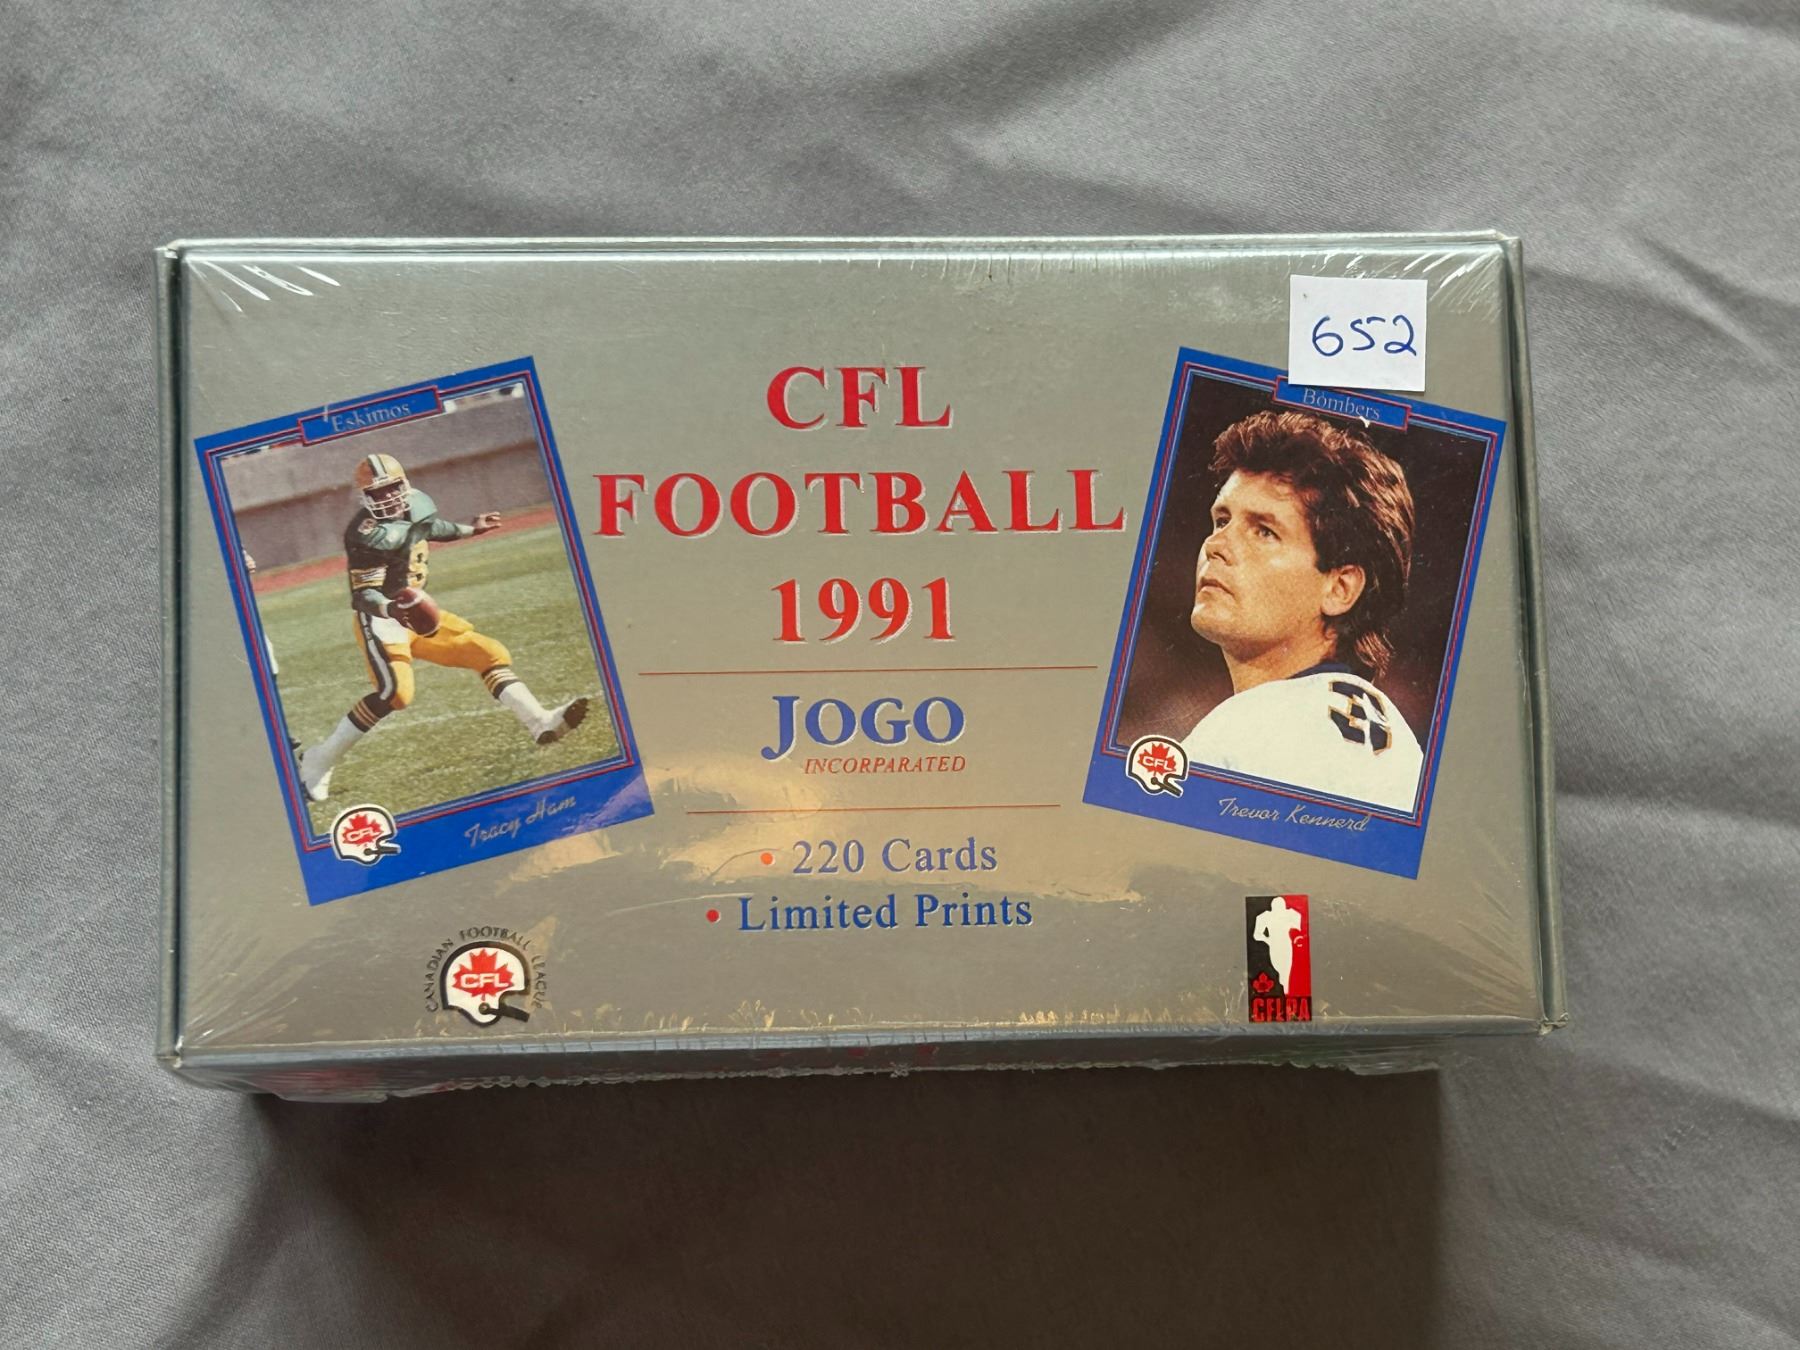 652
CFL
FOOTBALL
1991
JOGO
INCORPARATED
• 220 Cards
• Limited Prints
Eskimos
CFL
Tracy Ham
Bombers
3
CFL
Trevor Kennerd
CANADIAN FOOTBALL LEAGUE
CFL
CFLPA